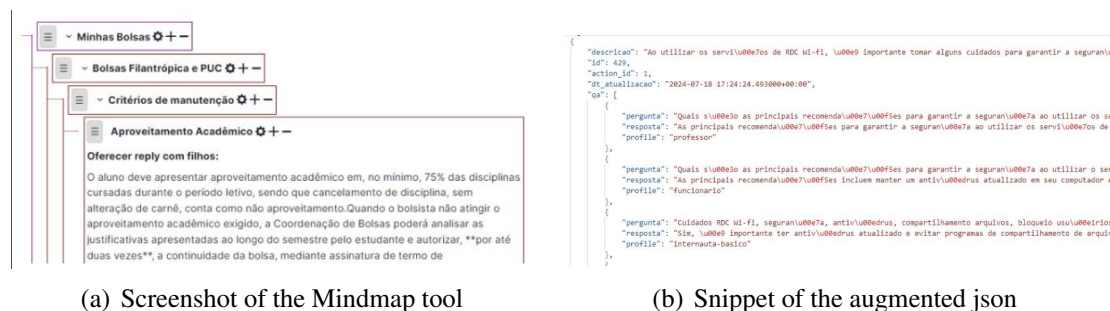 Minhas Bolsas
Bolsas Filantrópica e PUC
Critérios de manutenção
Aproveitamento Acadêmico
Oferecer reply com filhos:
O aluno deve apresentar aproveitamento acadêmico em, no mínimo, 75% das disciplinas
cursadas durante o período letivo, sendo que cancelamento de disciplina, sem
alteração de carnê, conta como não aproveitamento.Quando o bolsista não atingir o
aproveitamento acadêmico exigido, a Coordenação de Bolsas poderá analisar as
justificativas apresentadas ao longo do semestre pelo estudante e autorizar, **por até
duas vezes**, a continuidade da bolsa, mediante assinatura de termo de
(a) Screenshot of the Mindmap tool
{
"descricao": "Ao utilizar os servi\u00e7os de RDC Wi-fi, \u00e9 importante tomar alguns cuidados para garantir a seguran\u
"id": 429,
"action_id": 1,
"dt_atualizacao": "2024-07-18 17:24:24.493000+00:00",
"qa": [
{
"pergunta": "Quais s\u00e3o as principais recomenda\u00e7\u00f5es para garantir a seguran\u00e7a ao utilizar os se
"resposta": "As principais recomenda\u00e7\u00f5es para garantir a seguran\u00e7a ao utilizar os servi\u00e7os de
"profile": "professor"
},
{
"pergunta": "Quais s\u00e3o as principais recomenda\u00e7\u00f5es para garantir a seguran\u00e7a ao utilizar os se
"resposta": "As principais recomenda\u00e7\u00f5es incluem manter um antiv\u00edrus atualizado em seu computador
"profile": "funcionario"
},
{
"pergunta": "Cuidados RDC Wi-fi, seguran\u00e7a, antiv\u00edrus, compartilhamento arquivos, bloqueio usu\u00e1rios
"resposta": "Sim, \u00e9 importante ter antiv\u00edrus atualizado e evitar programas de compartilhamento de arquiv
"profile": "internauta-basico"
},
{
(b) Snippet of the augmented json